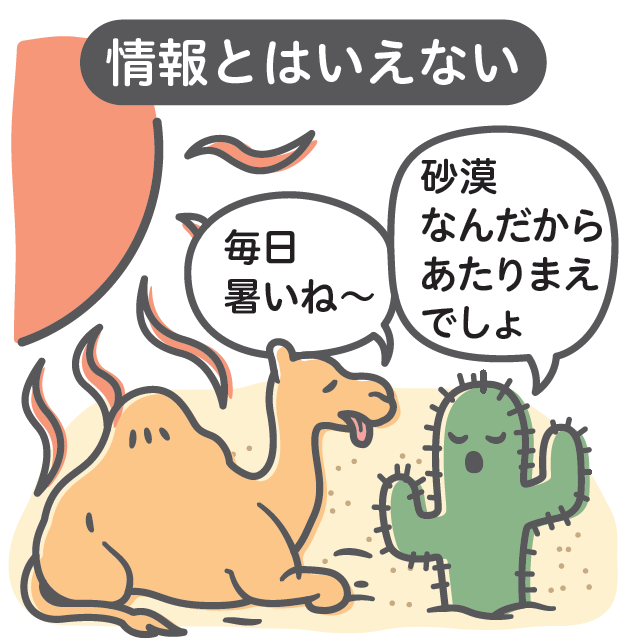 情報とはいえない
毎日
暑いね～
砂漠
なんだから
あたりまえ
でしょ